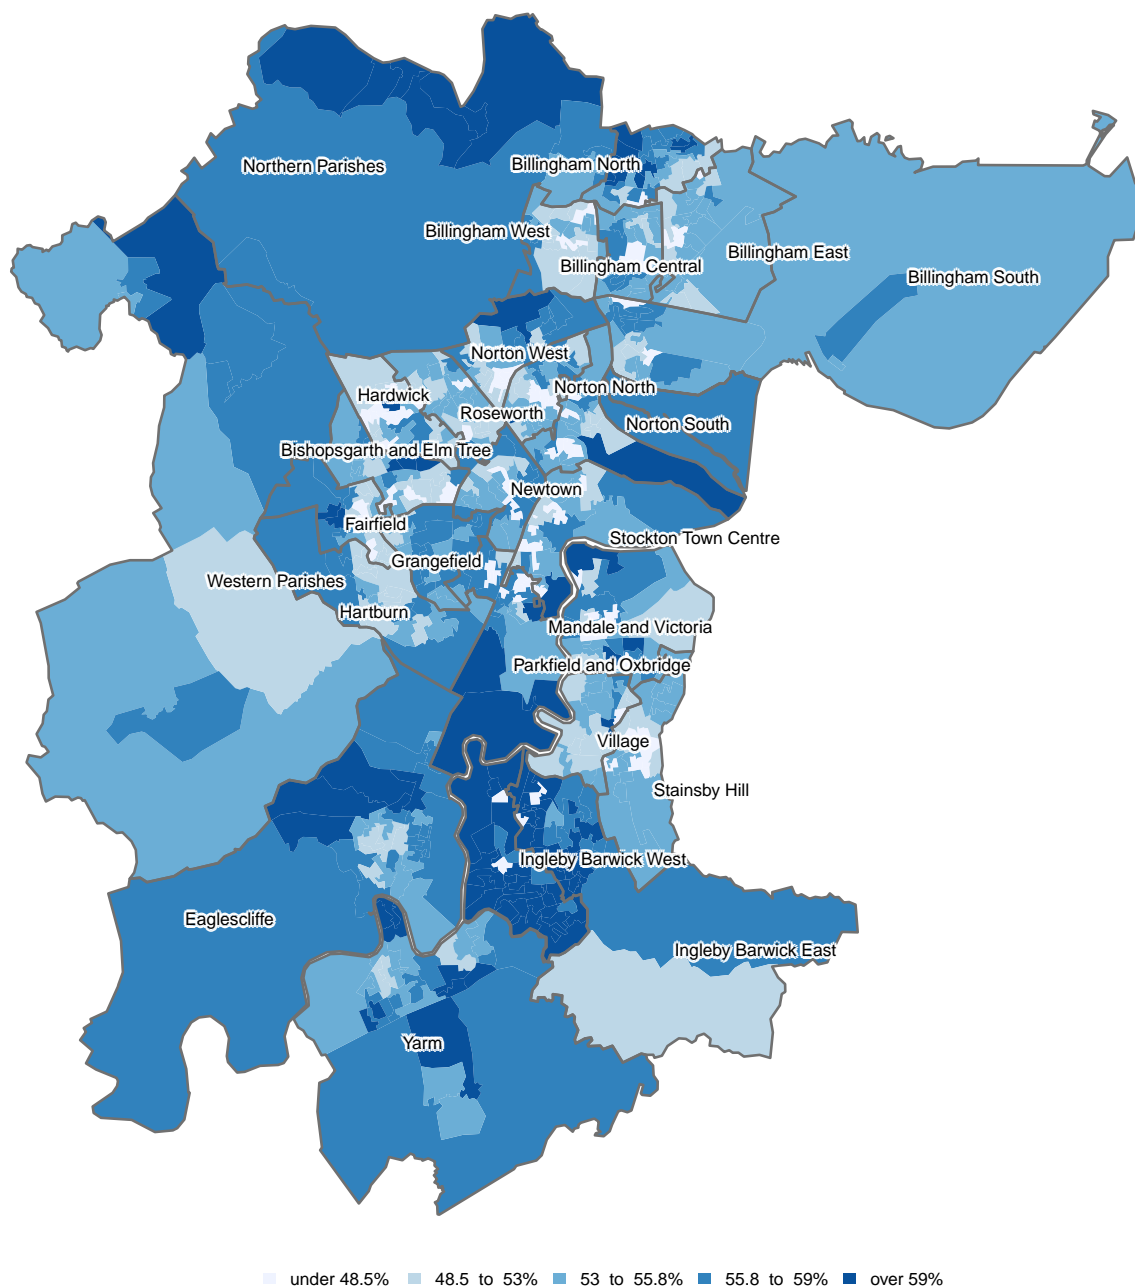 Northern Parishes
Billingham North
Billingham West
Billingham East
Billingham Central
Billingham South
Norton West
Hardwick
Norton North
Roseworth
Norton South
Bishopsgarth and Elm Tree
Newtown
Fairfield
Stockton Town Centre
Grangefield
Western Parishes
Hartburn
Mandale and Victoria
Parkfield and Oxbridge
Village
Stainsby Hill
Ingleby Barwick West
Eaglescliffe
Ingleby Barwick East
Yarm
under 48.5% 48.5 to 53% 53 to 55.8% 55.8 to 59% over 59%